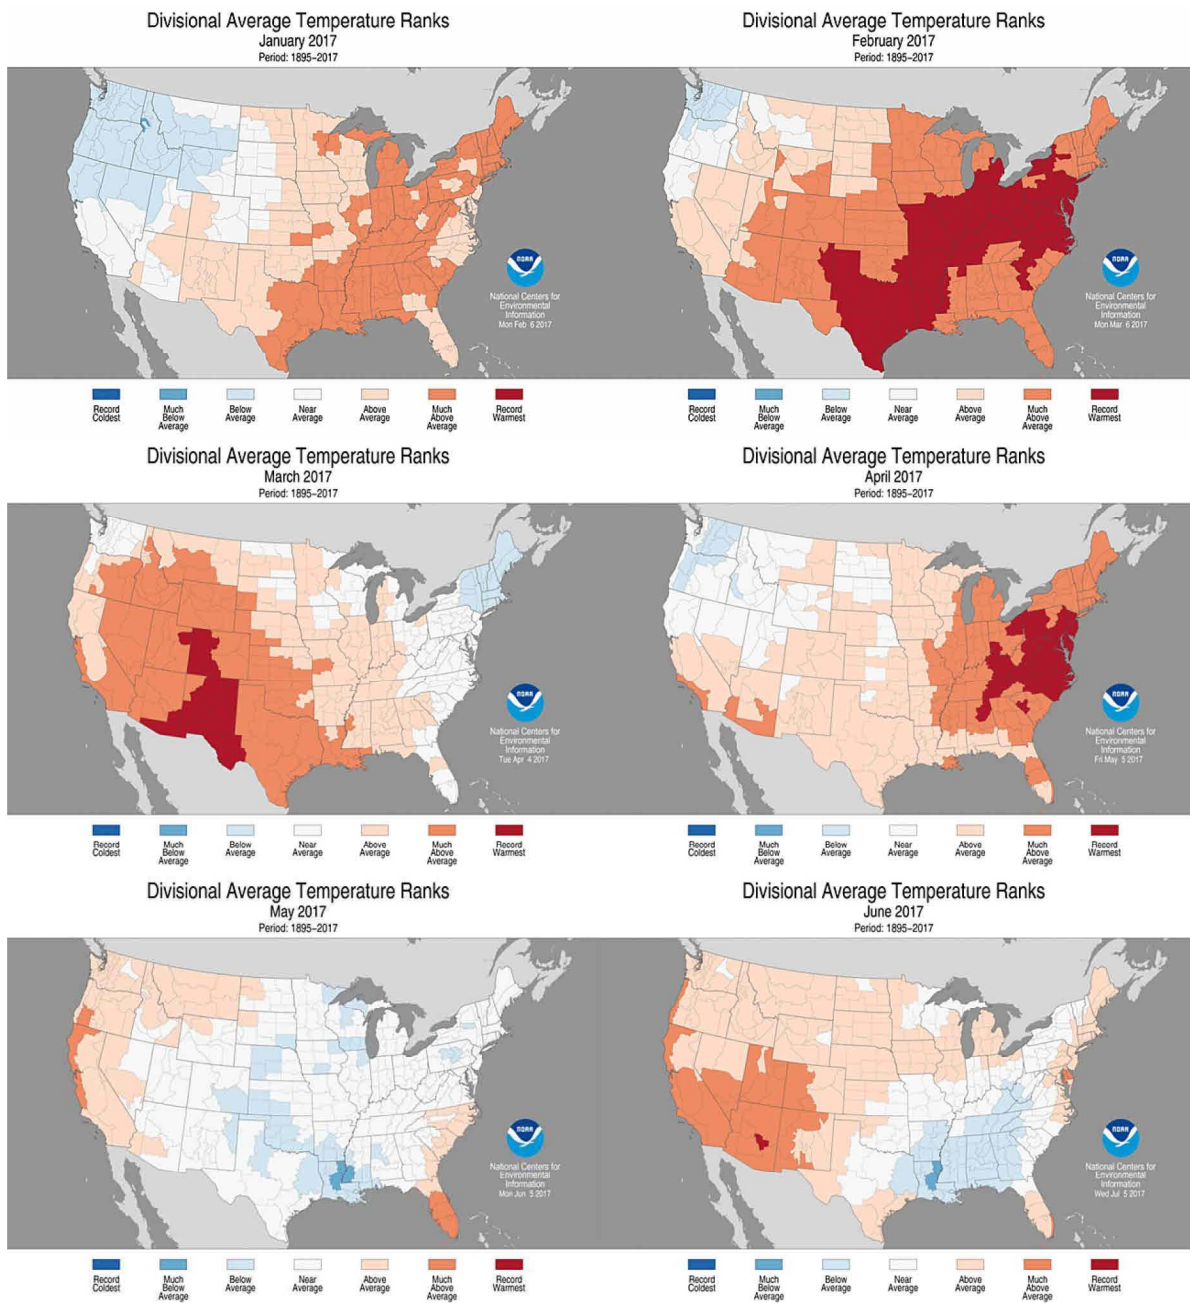 Divisional Average Temperature Ranks
January 2017
Period: 1895–2017
NOAA
National Centers for
Environmental
Information
Mon Feb 6 2017
Record
Coldest
Much
Below
Average
Below
Average
Near
Average
Above
Average
Much
Above
Average
Record
Warmest
Divisional Average Temperature Ranks
February 2017
Period: 1895–2017
NOAA
National Centers for
Environmental
Information
Mon Mar 6 2017
Record
Coldest
Much
Below
Average
Below
Average
Near
Average
Above
Average
Much
Above
Average
Record
Warmest
Divisional Average Temperature Ranks
March 2017
Period: 1895–2017
NOAA
National Centers for
Environmental
Information
Tue Apr 4 2017
Record
Coldest
Much
Below
Average
Below
Average
Near
Average
Above
Average
Much
Above
Average
Record
Warmest
Divisional Average Temperature Ranks
April 2017
Period: 1895–2017
NOAA
National Centers for
Environmental
Information
Fri May 5 2017
Record
Coldest
Much
Below
Average
Below
Average
Near
Average
Above
Average
Much
Above
Average
Record
Warmest
Divisional Average Temperature Ranks
May 2017
Period: 1895–2017
NOAA
National Centers for
Environmental
Information
Mon Jun 5 2017
Record
Coldest
Much
Below
Average
Below
Average
Near
Average
Above
Average
Much
Above
Average
Record
Warmest
Divisional Average Temperature Ranks
June 2017
Period: 1895–2017
NOAA
National Centers for
Environmental
Information
Wed Jul 5 2017
Record
Coldest
Much
Below
Average
Below
Average
Near
Average
Above
Average
Much
Above
Average
Record
Warmest